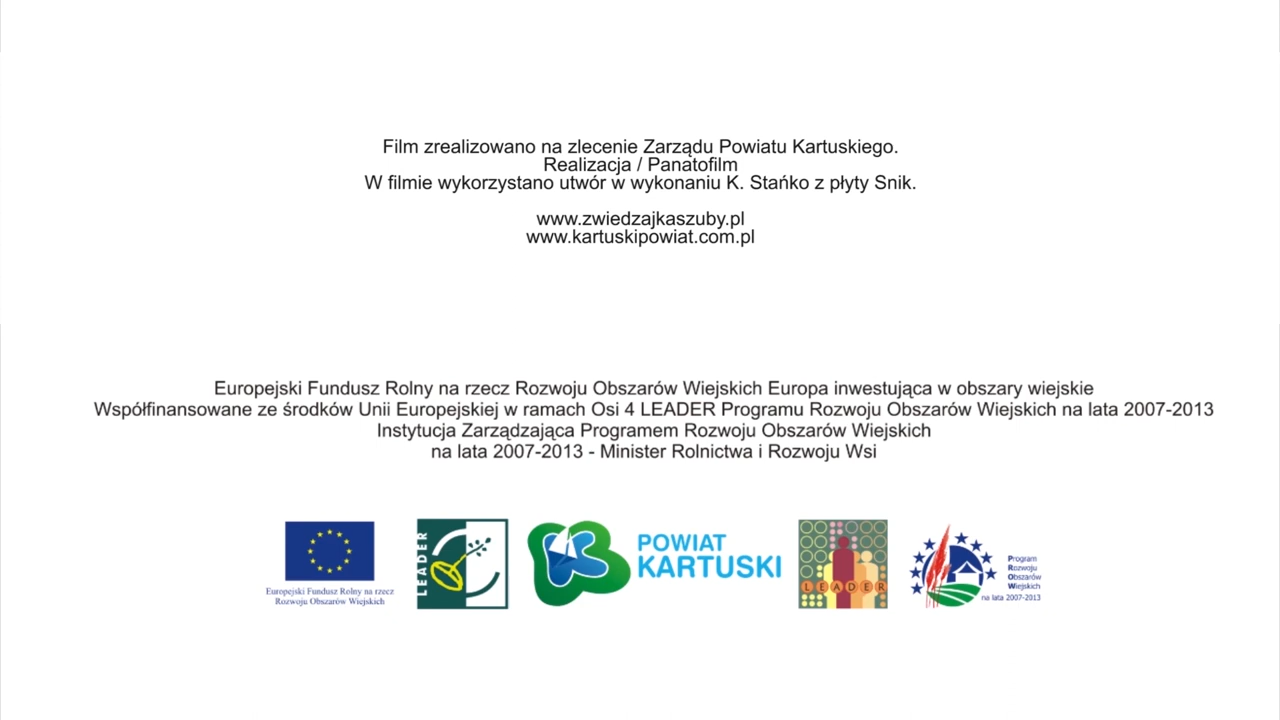 Film zrealizowano na zlecenie Zarządu Powiatu Kartuskiego.
Realizacja / Panatofilm
W filmie wykorzystano utwór w wykonaniu K. Stańko z płyty Snik.
www.zwiedzajkaszuby.pl
www.kartuskipowiat.com.pl
Europejski Fundusz Rolny na rzecz Rozwoju Obszarów Wiejskich Europa inwestująca w obszary wiejskie
Współfinansowane ze środków Unii Europejskiej w ramach Osi 4 LEADER Programu Rozwoju Obszarów Wiejskich na lata 2007-2013
Instytucja Zarządzająca Programem Rozwoju Obszarów Wiejskich
na lata 2007-2013 - Minister Rolnictwa i Rozwoju Wsi
Europejski Fundusz Rolny na rzecz
Rozwoju Obszarów Wiejskich
LEADER
POWIAT
KARTUSKI
LEADER
Program
Rozwoju
Obszarów
Wiejskich
na lata 2007-2013